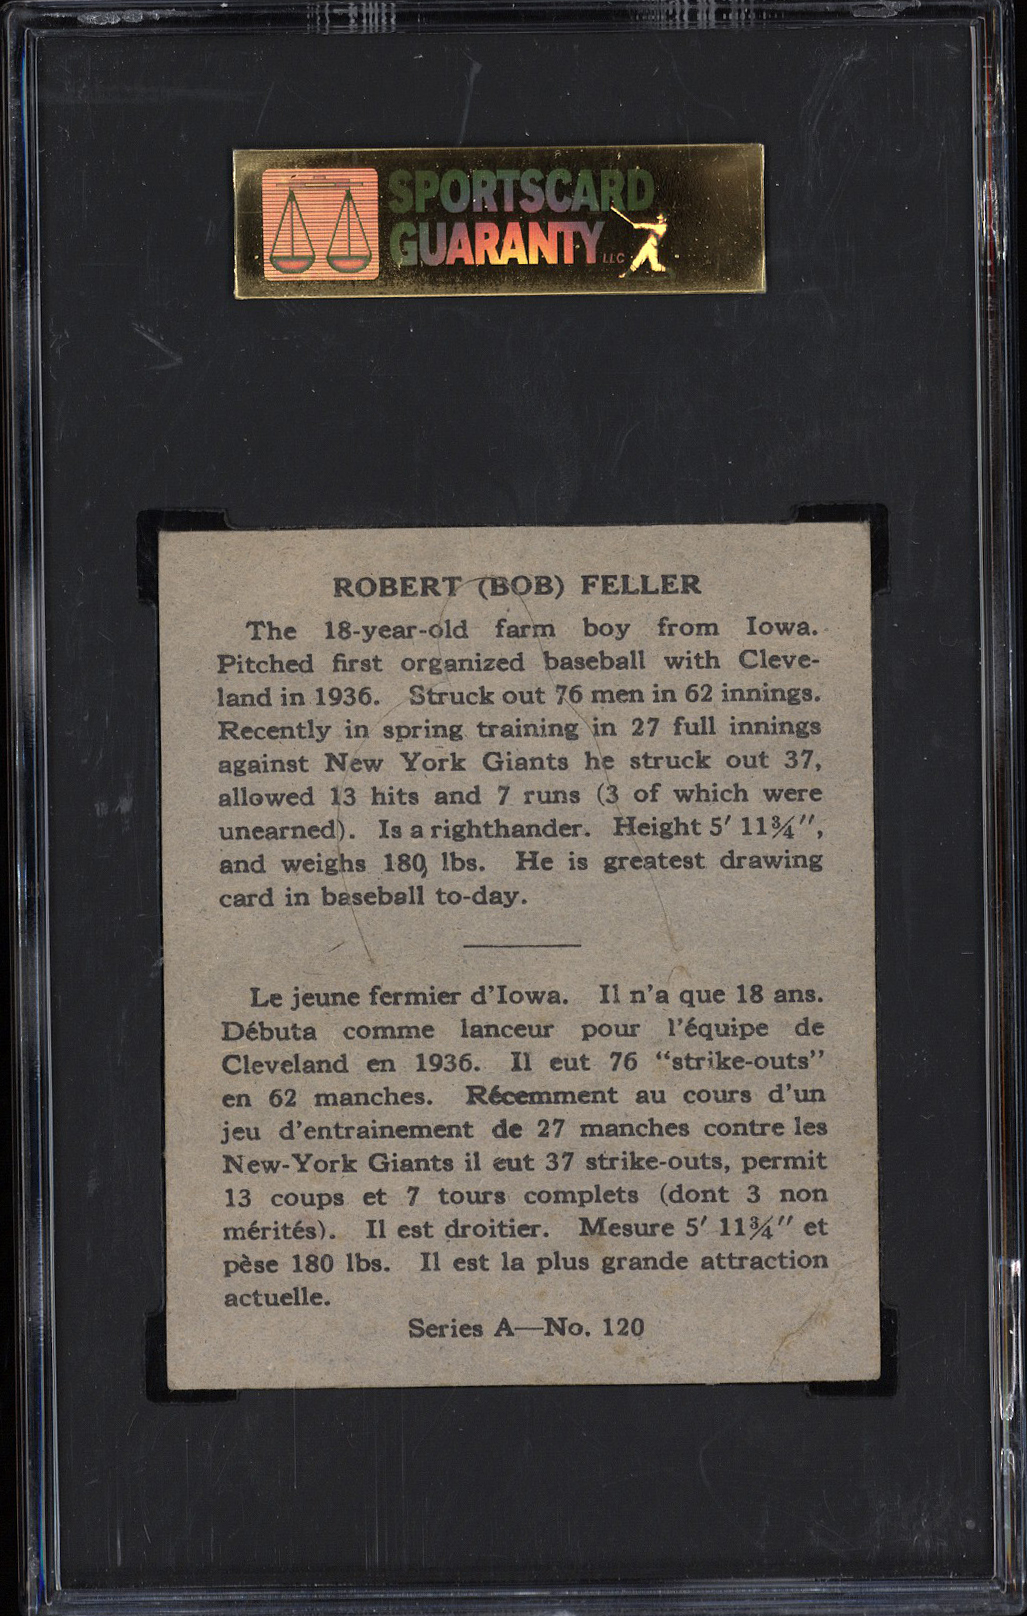 SPORTSCARD
GUARANTY LLC
ROBERT (BOB) FELLER
The 18-year-old farm boy from Iowa.
Pitched first organized baseball with Cleve-
land in 1936. Struck out 76 men in 62 innings.
Recently in spring training in 27 full innings
against New York Giants he struck out 37,
allowed 13 hits and 7 runs (3 of which were
unearned). Is a righthander. Height 5′ 11¾″,
and weighs 180, lbs. He is greatest drawing
card in baseball to-day.
Le jeune fermier d'Iowa. Il n'a que 18 ans.
Débuta comme lanceur pour l'équipe de
Cleveland en 1936. Il eut 76 “strike-outs”
en 62 manches. Récemment au cours d'un
jeu d'entrainement de 27 manches contre les
New-York Giants il eut 37 strike-outs, permit
13 coups et 7 tours complets (dont 3 non
mérités). Il est droitier. Mesure 5′ 11¾″ et
pèse 180 lbs. Il est la plus grande attraction
actuelle.
Series A—No. 120